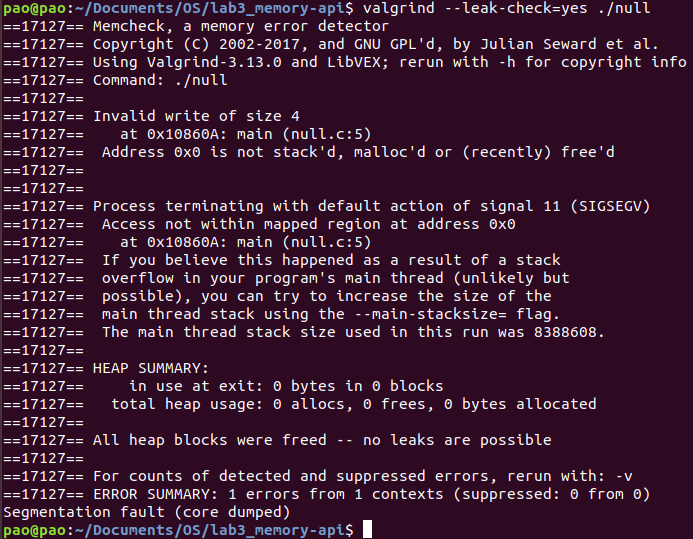 pao@pao:~/Documents/OS/lab3_memory-api$ valgrind --leak-check=yes ./null
==17127== Memcheck, a memory error detector
==17127== Copyright (C) 2002-2017, and GNU GPL'd, by Julian Seward et al.
==17127== Using Valgrind-3.13.0 and LibVEX; rerun with -h for copyright info
==17127== Command: ./null
==17127==
==17127== Invalid write of size 4
==17127==    at 0x10860A: main (null.c:5)
==17127==  Address 0x0 is not stack'd, malloc'd or (recently) free'd
==17127==
==17127==
==17127== Process terminating with default action of signal 11 (SIGSEGV)
==17127==  Access not within mapped region at address 0x0
==17127==    at 0x10860A: main (null.c:5)
==17127==  If you believe this happened as a result of a stack
==17127==  overflow in your program's main thread (unlikely but
==17127==  possible), you can try to increase the size of the
==17127==  main thread stack using the --main-stacksize= flag.
==17127==  The main thread stack size used in this run was 8388608.
==17127==
==17127== HEAP SUMMARY:
==17127==     in use at exit: 0 bytes in 0 blocks
==17127==   total heap usage: 0 allocs, 0 frees, 0 bytes allocated
==17127==
==17127== All heap blocks were freed -- no leaks are possible
==17127==
==17127== For counts of detected and suppressed errors, rerun with: -v
==17127== ERROR SUMMARY: 1 errors from 1 contexts (suppressed: 0 from 0)
Segmentation fault (core dumped)
pao@pao:~/Documents/OS/lab3_memory-api$